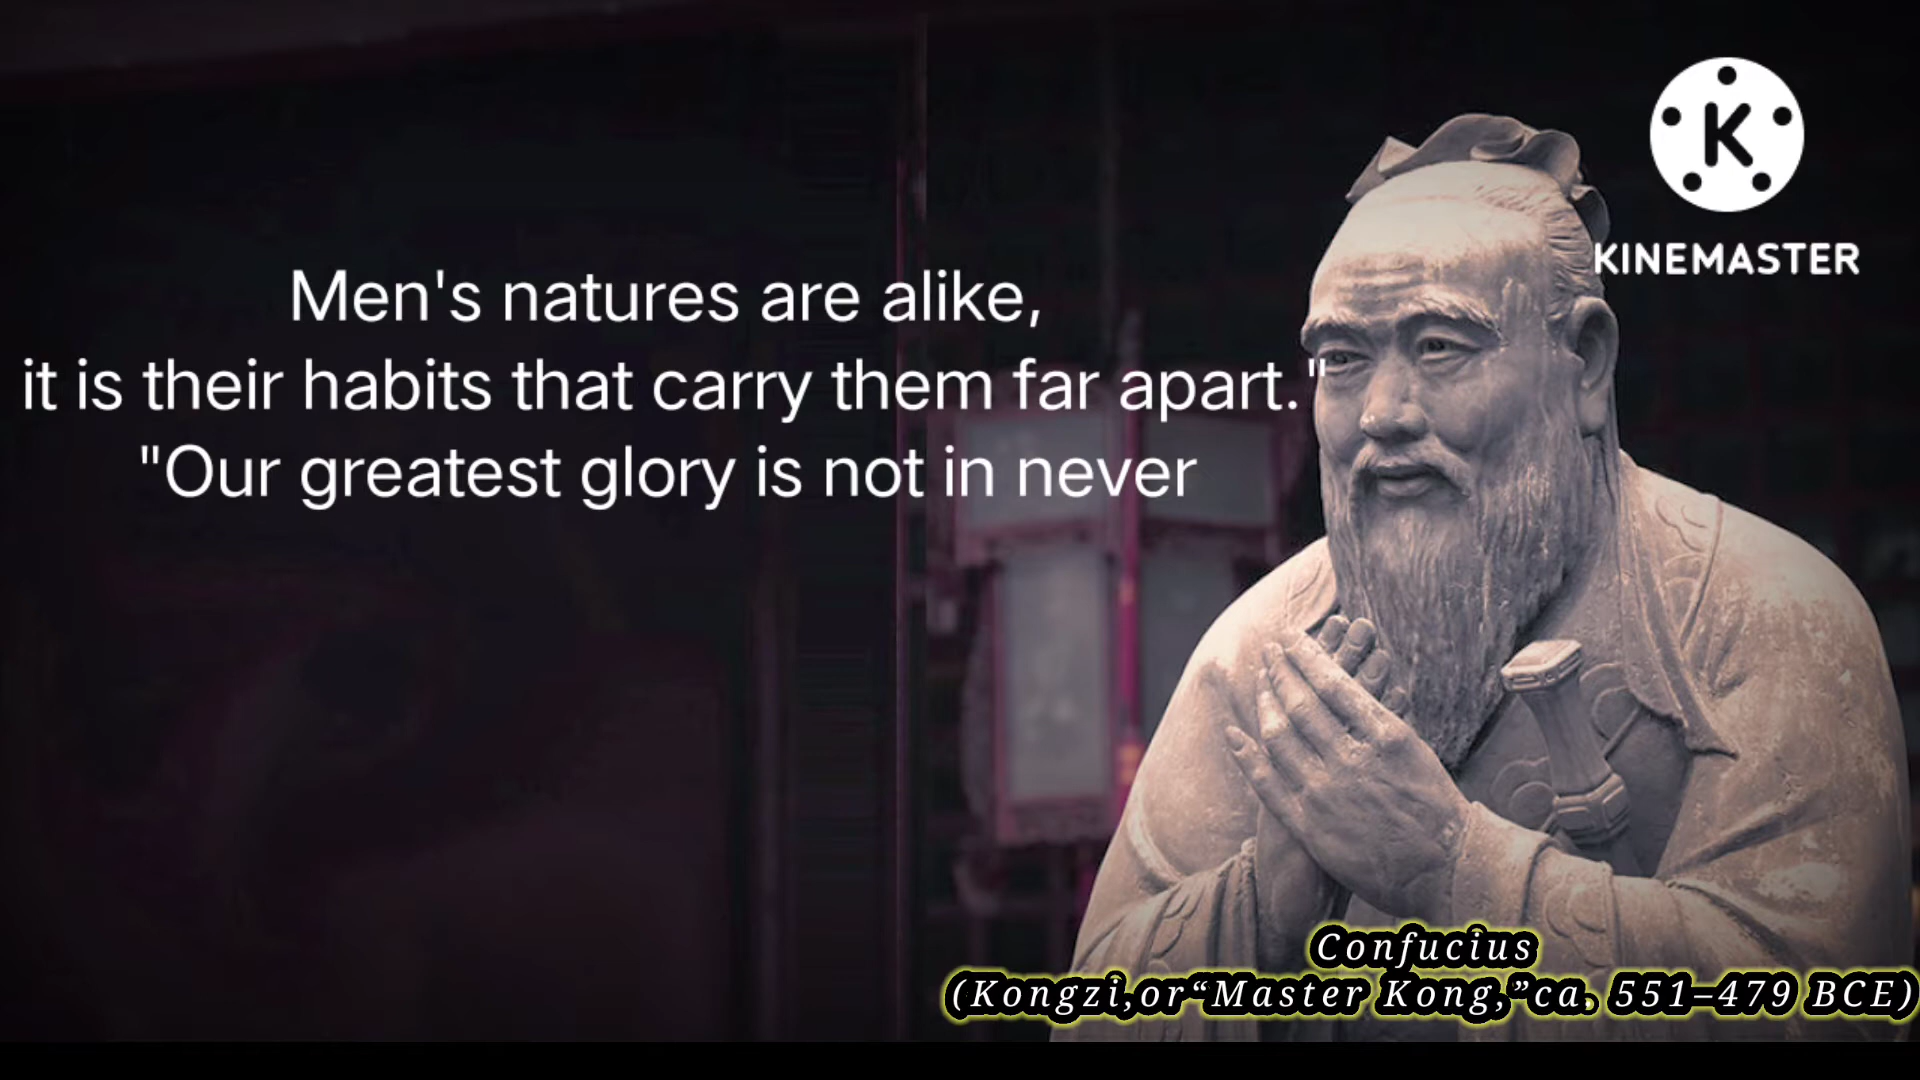 Men's natures are alike,
it is their habits that carry them far apart."
"Our greatest glory is not in never
K
KINEMASTER
Confucius
(Kongzi,or“Master Kong,”ca. 551–479 BCE)